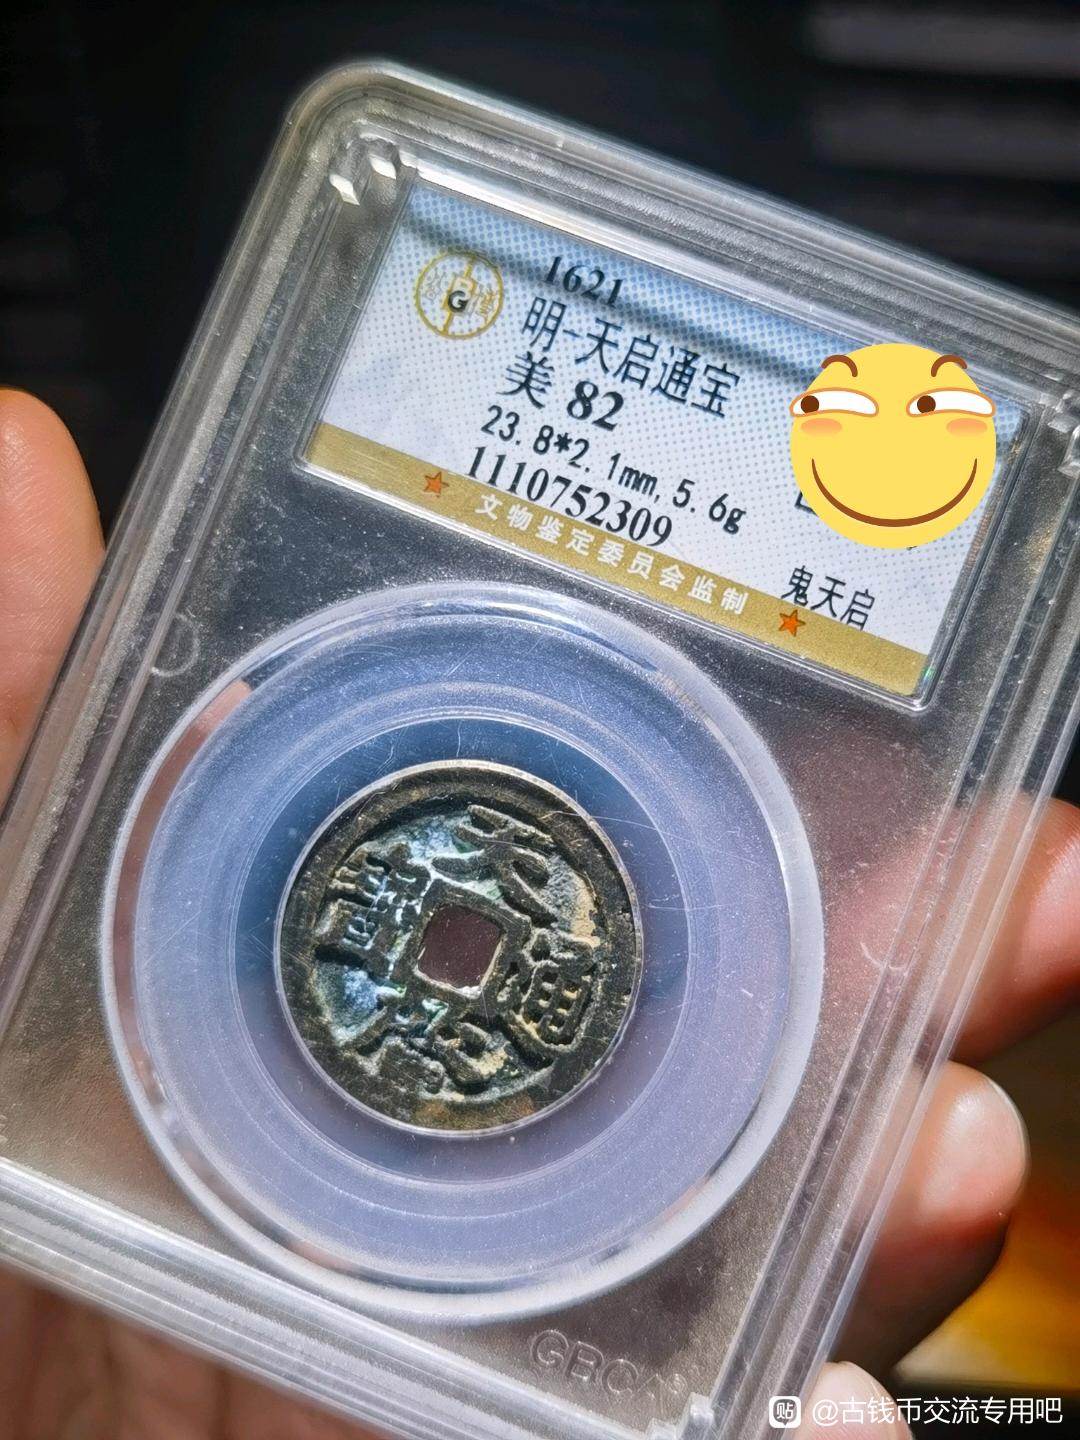 1621
明-天启通宝
美 82
23.8*2.1mm,5.6g
1110752309
鬼天启
★ 文物鉴定委员会监制 ★
G
天啟通寶
GBCA
贴 @古钱币交流专用吧